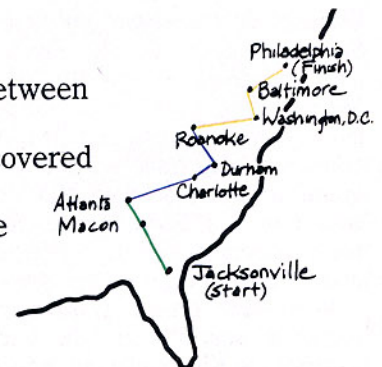 etween
overed
e
Philadelphia
(Finish)
Baltimore
Washington, D.C.
Roanoke
Durham
Charlotte
Atlanta
Macon
Jacksonville
(Start)